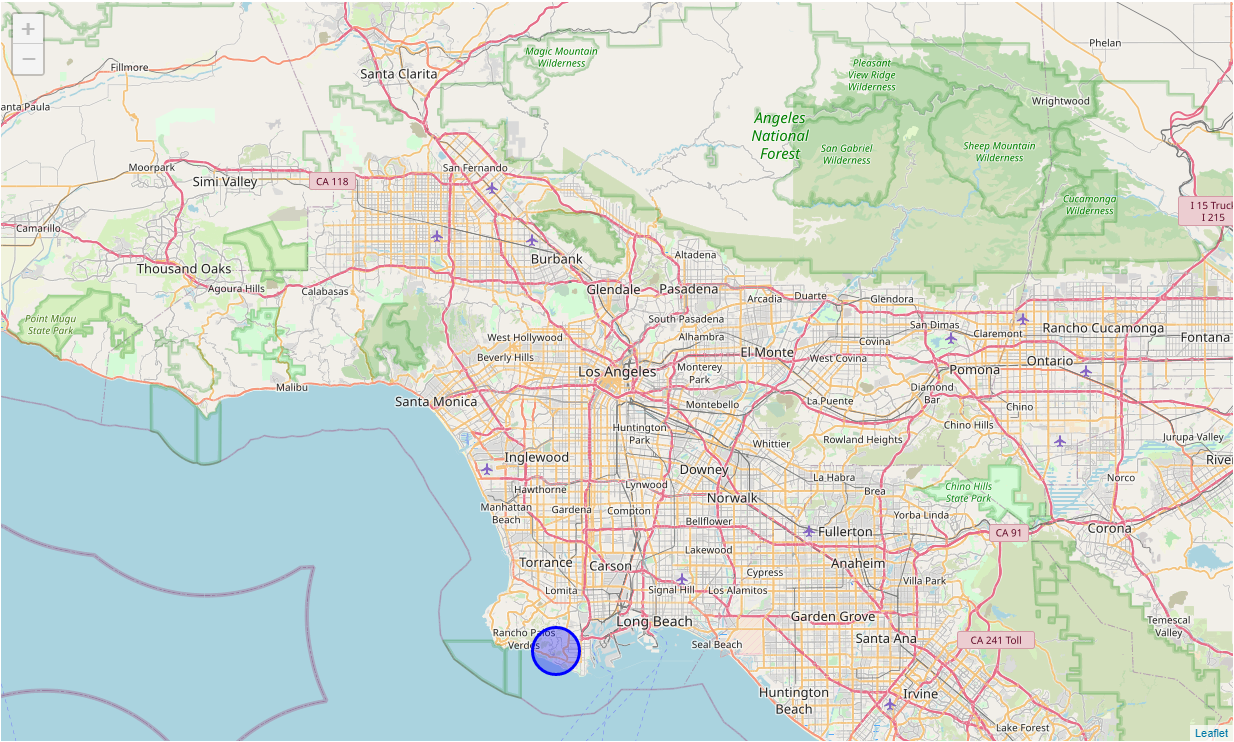 +
−
Magic Mountain
Wilderness
Phelan
Fillmore
Santa Clarita
Pleasant
View Ridge
Wilderness
anta Paula
Wrightwood
Angeles
National
Forest
San Gabriel
Wilderness
Sheep Mountain
Wilderness
Moorpark
San Fernando
Simi Valley
CA 118
Cucamonga
Wilderness
I 15 Truck
I 215
Camarillo
Thousand Oaks
Burbank
Altadena
Agoura Hills
Calabasas
Glendale
Pasadena
Arcadia
Duarte
Glendora
Point Mugu
State Park
South Pasadena
San Dimas
Claremont
Rancho Cucamonga
West Hollywood
Alhambra
Covina
Fontana
Beverly Hills
El Monte
West Covina
Ontario
Los Angeles
Monterey
Park
Pomona
Malibu
Diamond
Bar
Santa Monica
Montebello
La Puente
Chino
Huntington
Park
Whittier
Rowland Heights
Chino Hills
Jurupa Valley
Inglewood
Downey
River
La Habra
Brea
Chino Hills
State Park
Norco
Hawthorne
Lynwood
Norwalk
Manhattan
Beach
Gardena
Compton
Bellflower
Yorba Linda
Fullerton
CA 91
Corona
Lakewood
Torrance
Carson
Cypress
Anaheim
Villa Park
Lomita
Signal Hill
Los Alamitos
Long Beach
Garden Grove
Temescal
Valley
Rancho Palos
Verdes
Seal Beach
Santa Ana
CA 241 Toll
Huntington
Beach
Irvine
Lake Forest
Leaflet